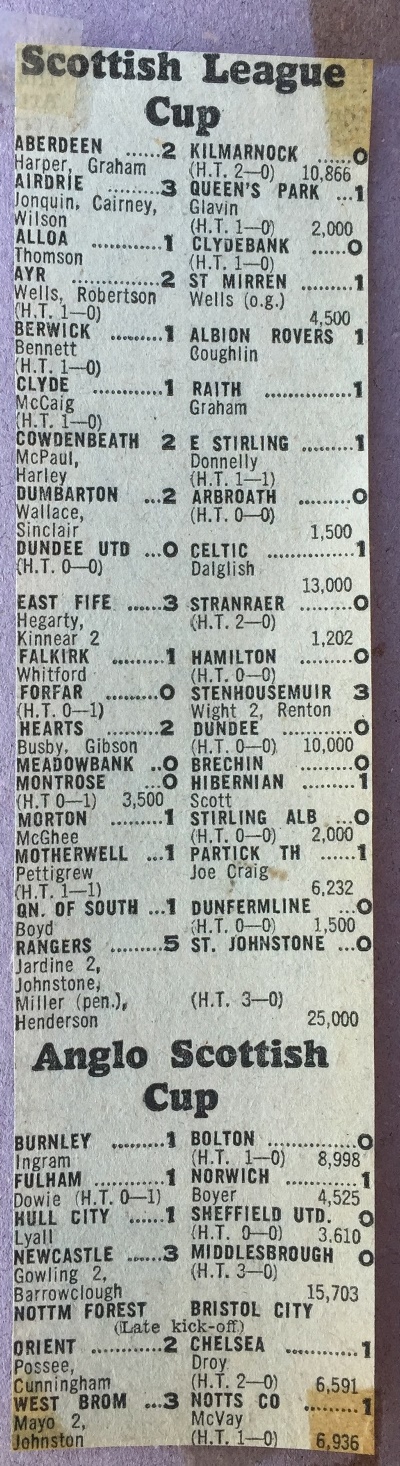 Scottish League
Cup
ABERDEEN ......2 KILMARNOCK ......0
Harper, Graham (H.T. 2—0) 10,866
AIRDRIE .........3 QUEEN'S PARK ...1
Jonquin, Cairney, Glavin
Wilson (H.T. 1—0) 2,000
ALLOA ............1 CLYDEBANK ......0
Thomson (H.T. 1—0)
AYR ...............2 ST MIRREN .........1
Wells, Robertson Wells (o.g.)
(H.T. 1—0) 4,500
BERWICK ..........1 ALBION ROVERS 1
Bennett Coughlin
(H.T. 1—0)
CLYDE ............1 RAITH ...............1
McCaig Graham
(H.T. 1—0)
COWDENBEATH 2 E STIRLING .........1
McPaul, Donnelly
Harley (H.T. 1—1)
DUMBARTON ...2 ARBROATH .........0
Wallace, (H.T. 0—0)
Sinclair 1,500
DUNDEE UTD ...0 CELTIC ...............1
(H.T. 0—0) Dalglish
13,000
EAST FIFE ......3 STRANRAER .........0
Hegarty, (H.T. 2—0)
Kinnear 2 1,202
FALKIRK ..........1 HAMILTON .........0
Whitford (H.T. 0—0)
FORFAR .........0 STENHOUSEMUIR 3
(H.T. 0—1) Wight 2, Renton
HEARTS ..........2 DUNDEE ............0
Busby, Gibson (H.T. 0—0) 10,000
MEADOWBANK ..0 BRECHIN .........0
MONTROSE ...0 HIBERNIAN .........1
(H.T 0—1) 3,500 Scott
MORTON .........1 STIRLING ALB ...0
McGhee (H.T. 0—0) 2,000
MOTHERWELL ...1 PARTICK TH ......1
Pettigrew Joe Craig
(H.T. 1—1) 6,232
QN. OF SOUTH ...1 DUNFERMLINE ...0
Boyd (H.T. 0—0) 1,500
RANGERS .........5 ST. JOHNSTONE ...0
Jardine 2,
Johnstone,
Miller (pen.), (H.T. 3—0)
Henderson 25,000
Anglo Scottish
Cup
BURNLEY .........1 BOLTON ...............0
Ingram (H.T. 1—0) 8,998
FULHAM .........1 NORWICH ............1
Dowie (H.T. 0—1) Boyer 4,525
HULL CITY ......1 SHEFFIELD UTD. 0
Lyall (H.T. 0—0) 3.610
NEWCASTLE ......3 MIDDLESBROUGH 0
Gowling 2, (H.T. 3—0)
Barrowclough 15,703
NOTTM FOREST BRISTOL CITY
(Late kick-off)
ORIENT ............2 CHELSEA ............1
Possee, Droy
Cunningham (H.T. 2—0) 6,591
WEST BROM ...3 NOTTS CO .........1
Mayo 2, McVay
Johnston (H.T. 1—0) 6,936